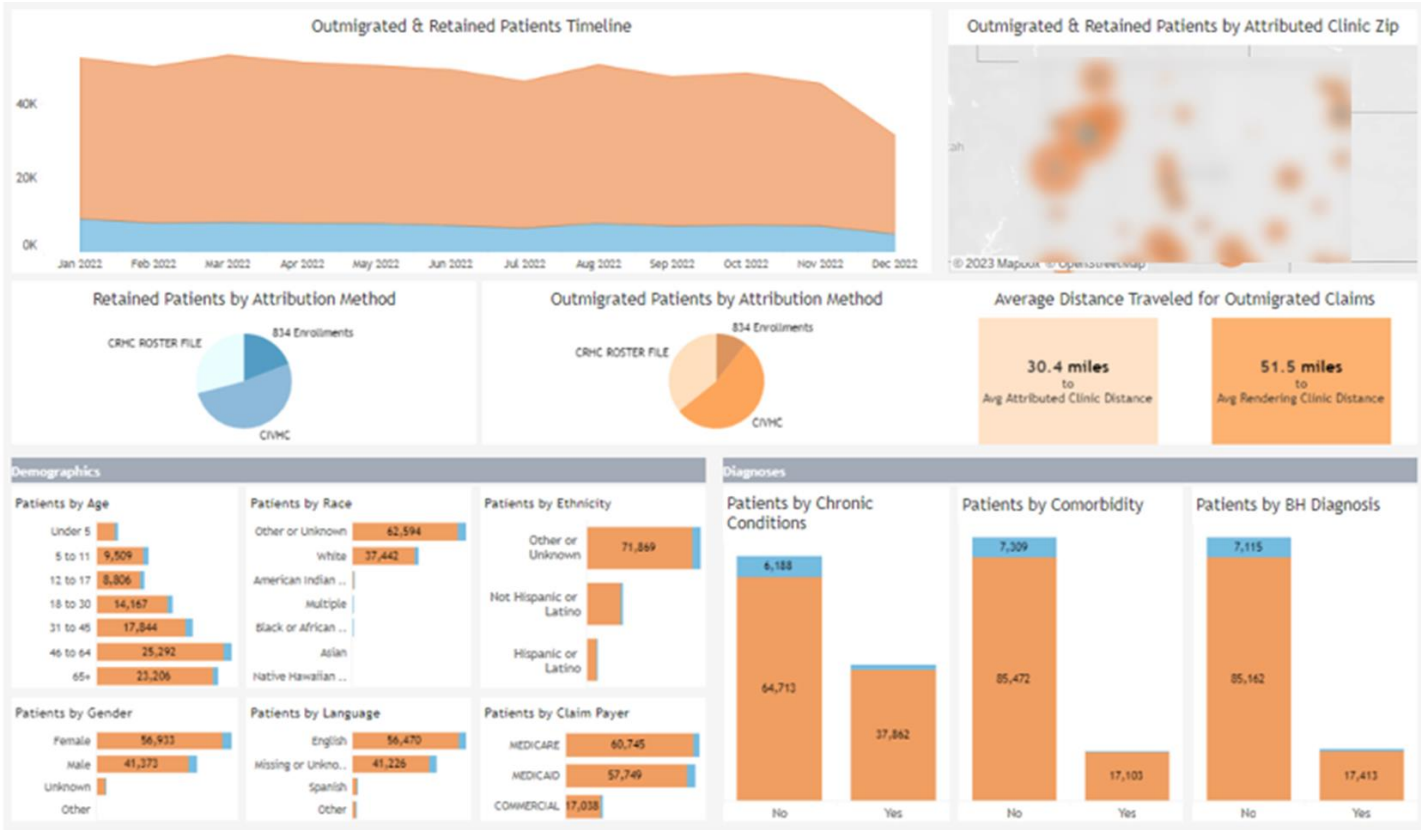 Outmigrated & Retained Patients Timeline
40K
20K
0K
Jan 2022 Feb 2022 Mar 2022 Apr 2022 May 2022 Jun 2022 Jul 2022 Aug 2022 Sep 2022 Oct 2022 Nov 2022 Dec 2022
Outmigrated & Retained Patients by Attributed Clinic Zip
ah
© 2023 Mapbox © OpenStreetMap
Retained Patients by Attribution Method
834 Enrollments
CRHC ROSTER FILE
CIVHC
Outmigrated Patients by Attribution Method
834 Enrollments
CRHC ROSTER FILE
CIVHC
Average Distance Traveled for Outmigrated Claims
30.4 miles
to
Avg Attributed Clinic Distance
51.5 miles
to
Avg Rendering Clinic Distance
Demographics
Patients by Age
Under 5
5 to 11 9,509
12 to 17 8,806
18 to 30 14,167
31 to 45 17,844
46 to 64 25,292
65+ 23,206
Patients by Race
Other or Unknown 62,594
White 37,442
American Indian ..
Multiple
Black or African ..
Asian
Native Hawaiian ..
Patients by Ethnicity
Other or
Unknown
71,869
Not Hispanic or
Latino
Hispanic or
Latino
Patients by Gender
Female 56,933
Male 41,373
Unknown
Other
Patients by Language
English 56,470
Missing or Unkno.. 41,226
Spanish
Other
Patients by Claim Payer
MEDICARE 60,745
MEDICAID 57,749
COMMERCIAL 17,038
Diagnoses
Patients by Chronic
Conditions
6,188
64,713
37,862
No Yes
Patients by Comorbidity
7,309
85,472
17,103
No Yes
Patients by BH Diagnosis
7,115
85,162
17,413
No Yes